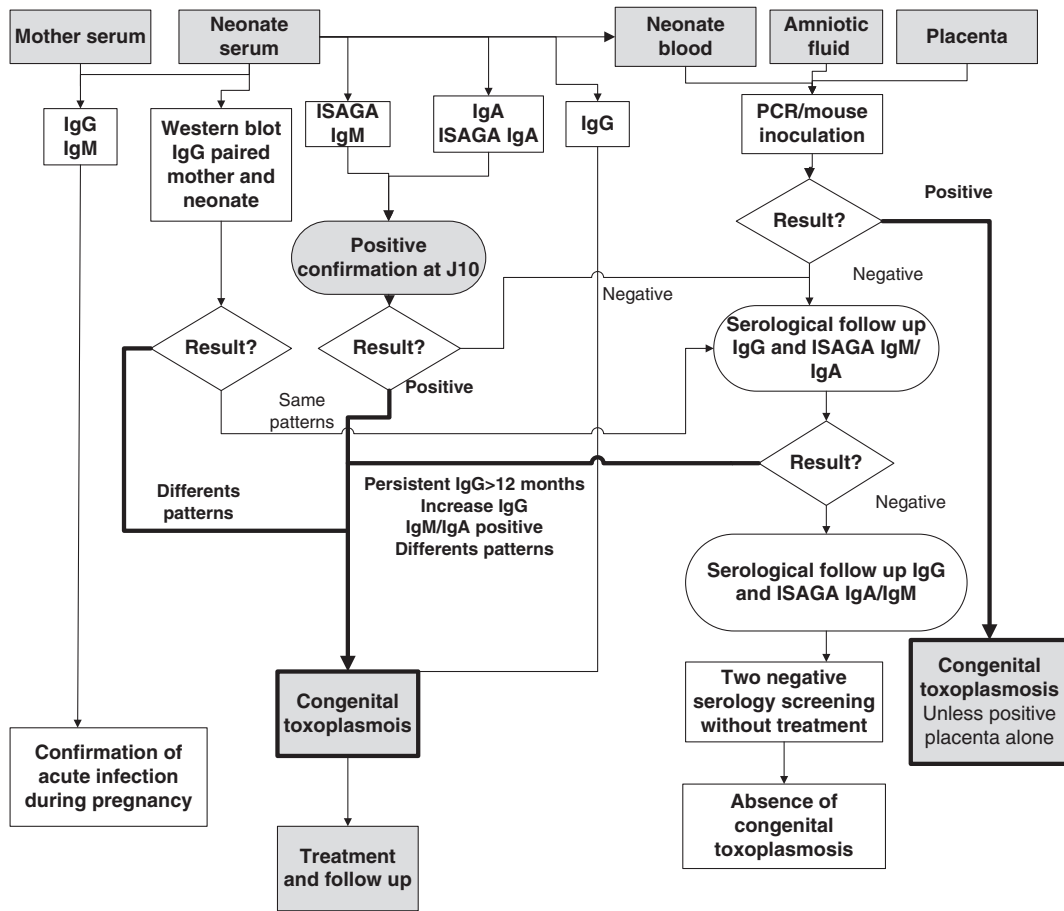 Mother serum
Neonate
serum
Neonate
blood
Amniotic
fluid
Placenta
IgG
IgM
Western blot
IgG paired
mother and
neonate
ISAGA
IgM
IgA
ISAGA IgA
IgG
PCR/mouse
inoculation
Positive
Result?
Positive
confirmation at J10
Negative
Negative
Result?
Result?
Serological follow up
IgG and ISAGA IgM/
IgA
Positive
Same
patterns
Result?
Differents
patterns
Persistent IgG>12 months
Increase IgG
IgM/IgA positive
Differents patterns
Negative
Serological follow up IgG
and ISAGA IgA/IgM
Congenital
toxoplasmois
Two negative
serology screening
without treatment
Congenital
toxoplasmosis
Unless positive
placenta alone
Confirmation of
acute infection
during pregnancy
Absence of
congenital
toxoplasmosis
Treatment
and follow up